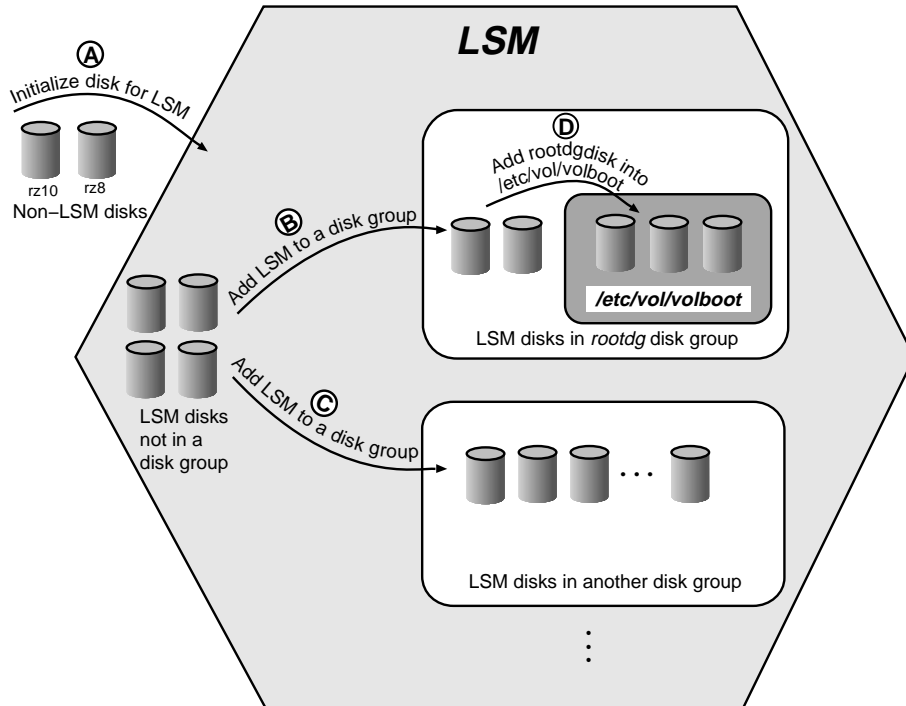 LSM
A
Initialize disk for LSM
rz10
rz8
Non–LSM disks
D
Add rootdgdisk into
/etc/vol/volboot
B
Add LSM to a disk group
/etc/vol/volboot
LSM disks in rootdg disk group
LSM disks
not in a
disk group
C
Add LSM to a disk group
. . .
LSM disks in another disk group